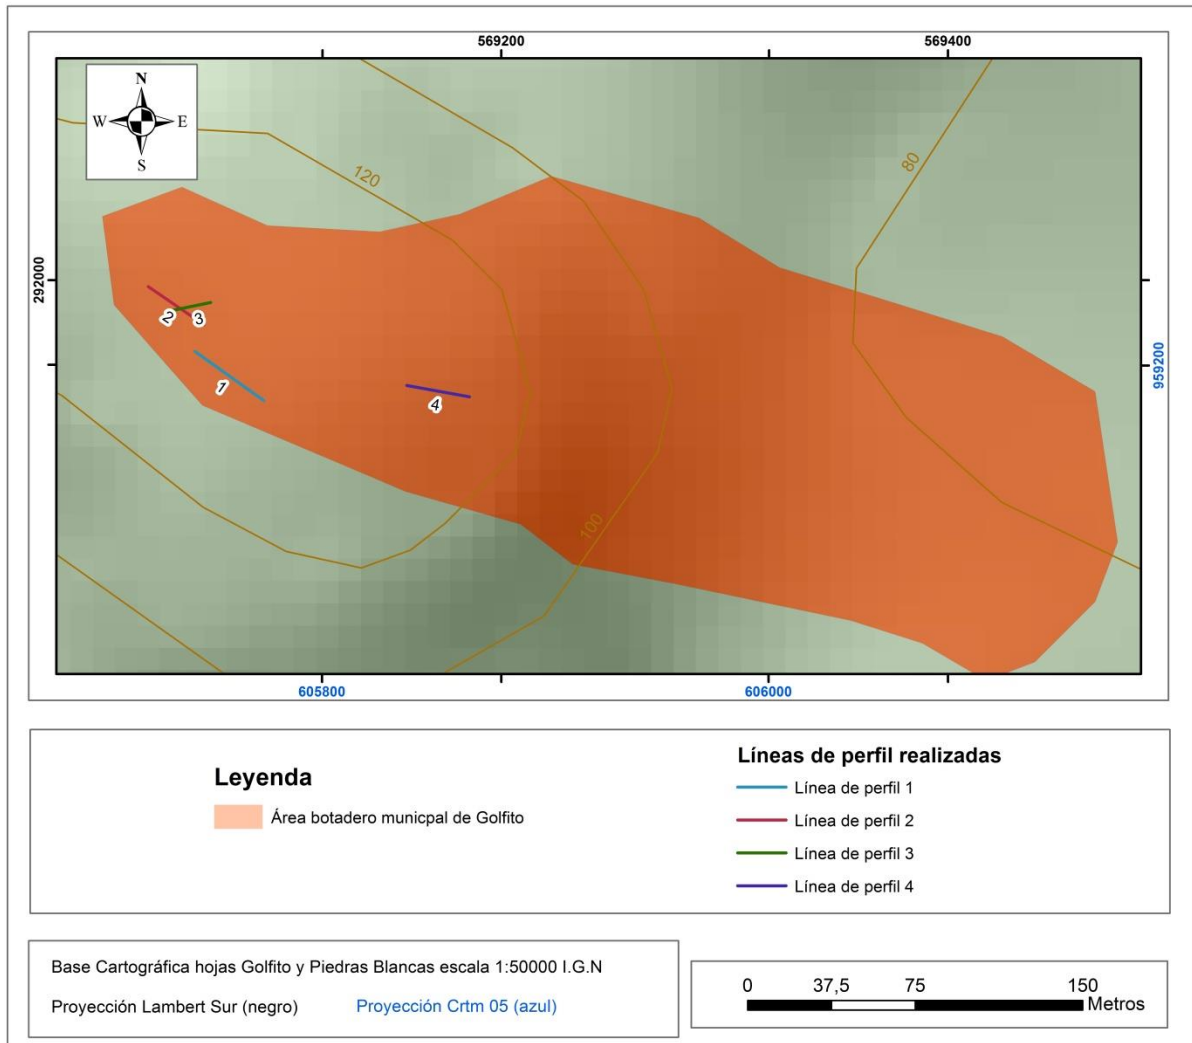 569200
569400
N
W
E
S
120
80
292000
2
3
1
4
959200
100
605800
606000
Leyenda
Área botadero municpal de Golfito
Líneas de perfil realizadas
Línea de perfil 1
Línea de perfil 2
Línea de perfil 3
Línea de perfil 4
Base Cartográfica hojas Golfito y Piedras Blancas escala 1:50000 I.G.N
Proyección Lambert Sur (negro) Proyección Crtm 05 (azul)
0 37,5 75 150
Metros